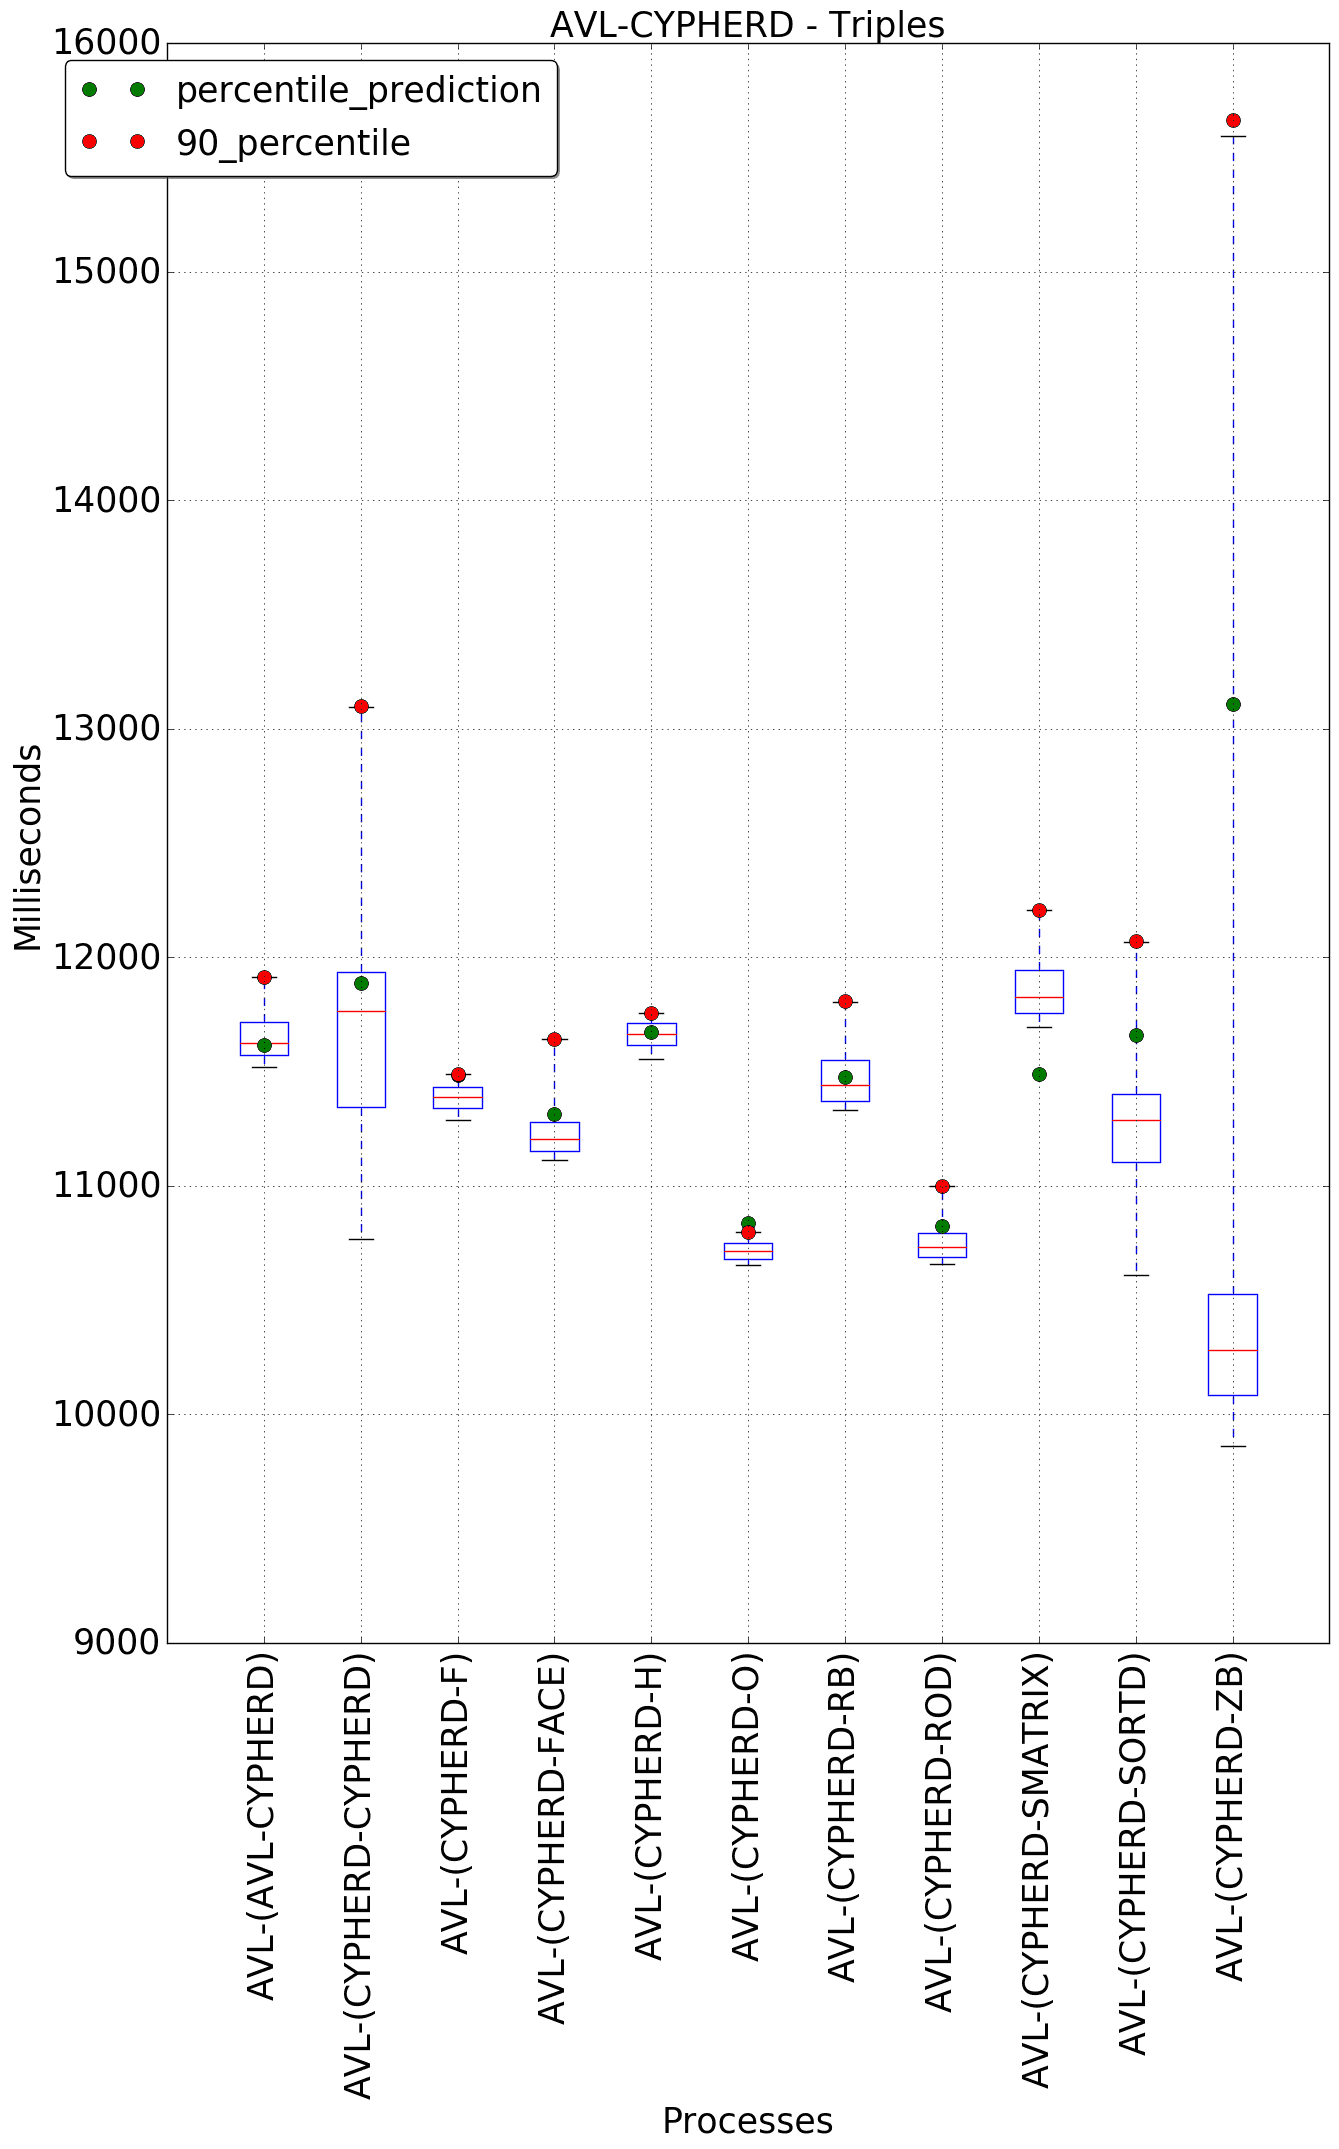 AVL-CYPHERD - Triples
percentile_prediction
90_percentile
16000
15000
14000
13000
12000
11000
10000
9000
Milliseconds
AVL-(AVL-CYPHERD)
AVL-(CYPHERD-CYPHERD)
AVL-(CYPHERD-F)
AVL-(CYPHERD-FACE)
AVL-(CYPHERD-H)
AVL-(CYPHERD-O)
AVL-(CYPHERD-RB)
AVL-(CYPHERD-ROD)
AVL-(CYPHERD-SMATRIX)
AVL-(CYPHERD-SORTD)
AVL-(CYPHERD-ZB)
Processes